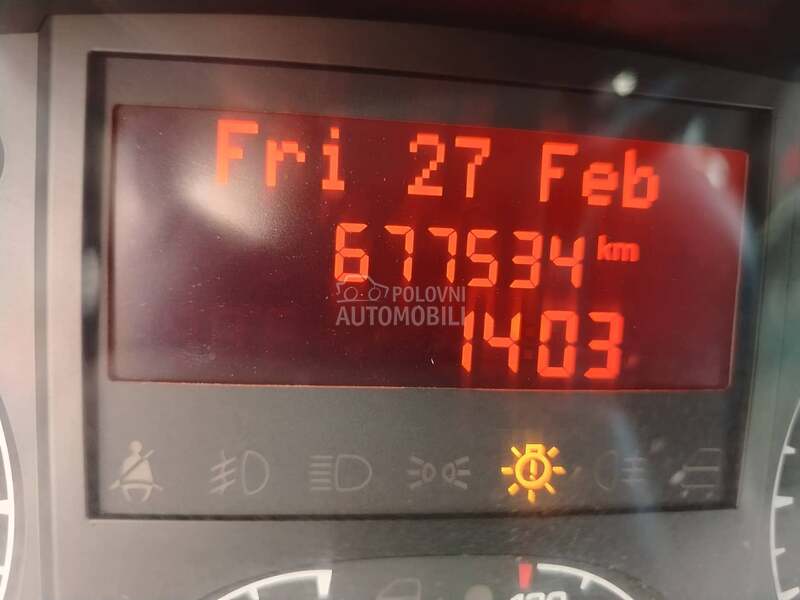 Fri 27 Feb
677534 km
POLOVNI
AUTOMOBILI
1403